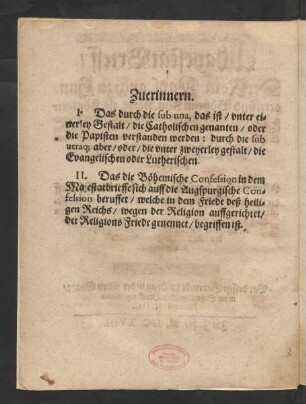 Zuerinnern.
I. Das durch die sub una, das ist / vnter ei-
nerley Gestalt / die Catholischen genanten / oder
die Papisten verstanden werden : durch die sub
utraq; aber / oder / die vnter zweyerley gestalt / die
Evangelischen oder Lutherischen.
II. Das die Böhemische Confession in dem
Majestatbrieffe sich auff die Augspurgische Con-
fession beruffet / welche in dem Friede deß heili-
gen Reichs / wegen der Religion auffgerichtet /
der Religions Friede genennet / begriffen ist.